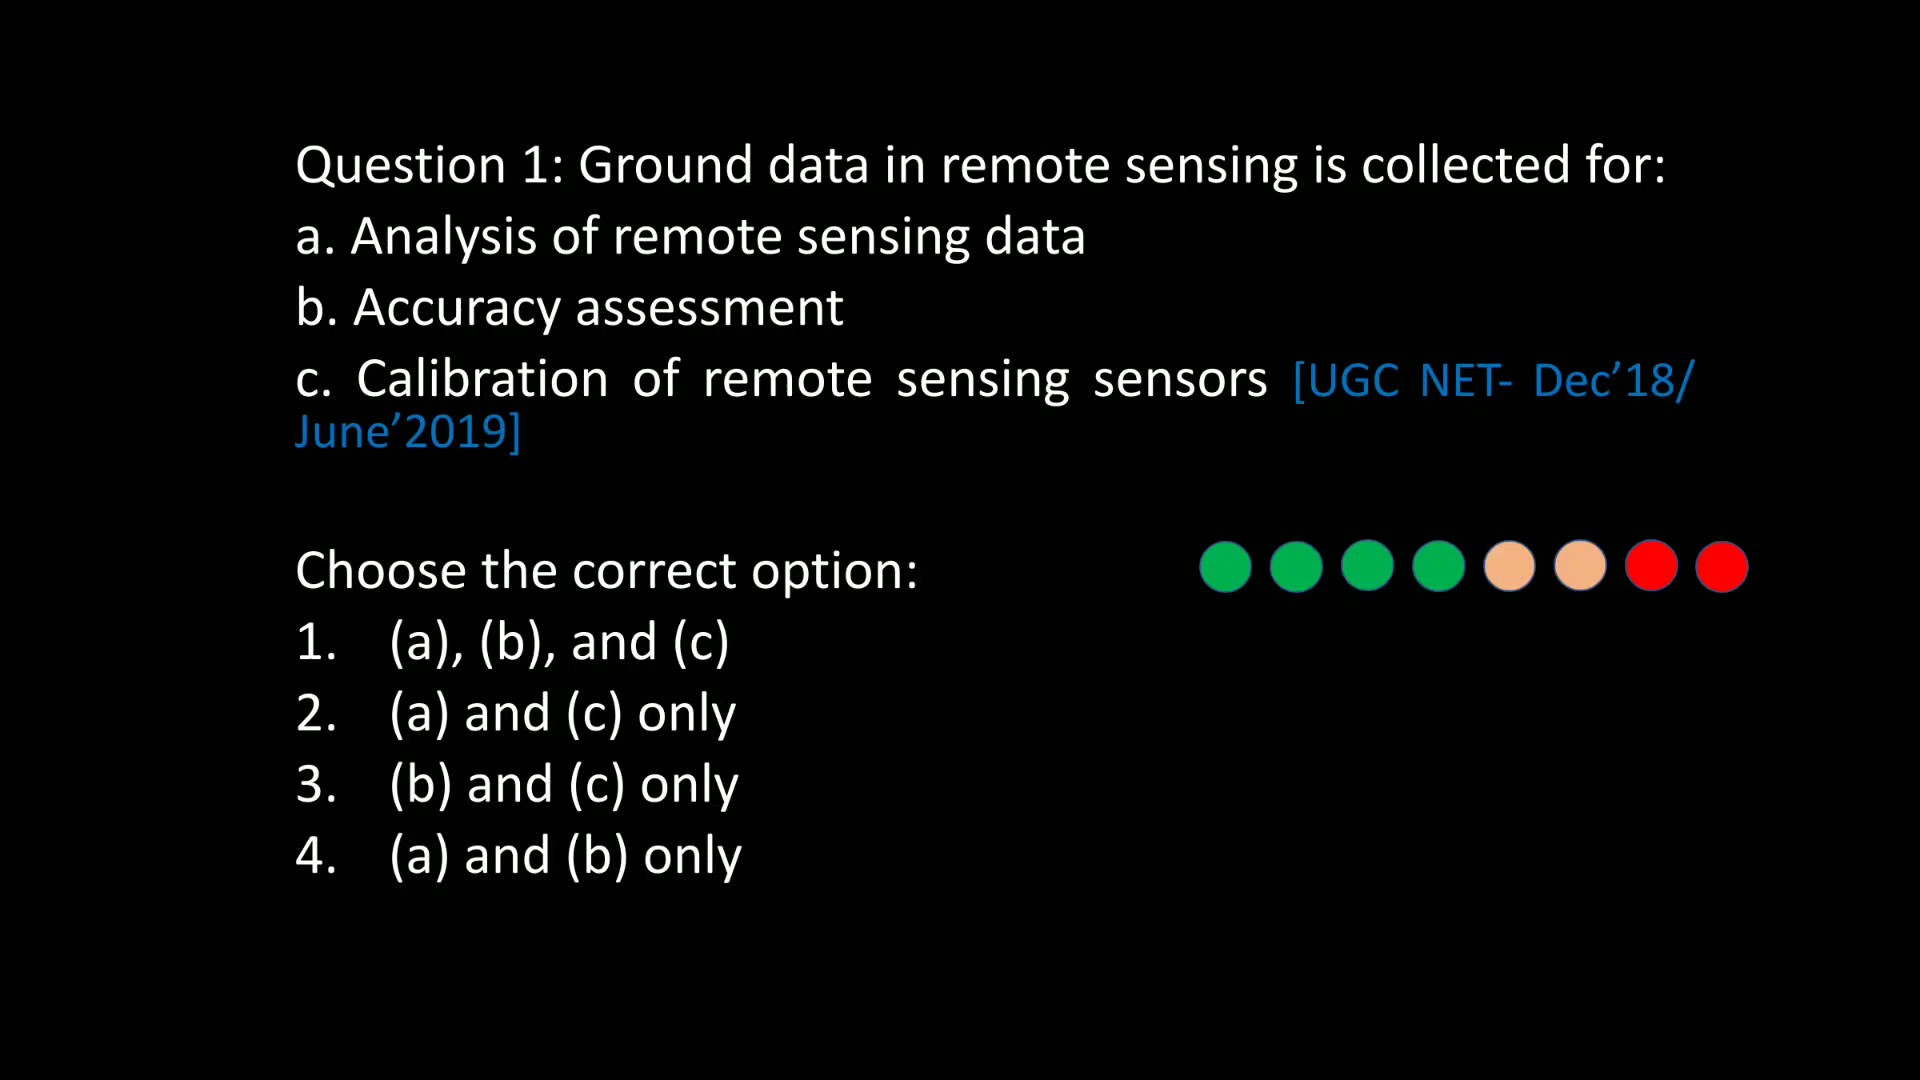 Question 1: Ground data in remote sensing is collected for:
a. Analysis of remote sensing data
b. Accuracy assessment
c. Calibration of remote sensing sensors [UGC NET- Dec’18/
June’2019]
Choose the correct option:
1. (a), (b), and (c)
2. (a) and (c) only
3. (b) and (c) only
4. (a) and (b) only